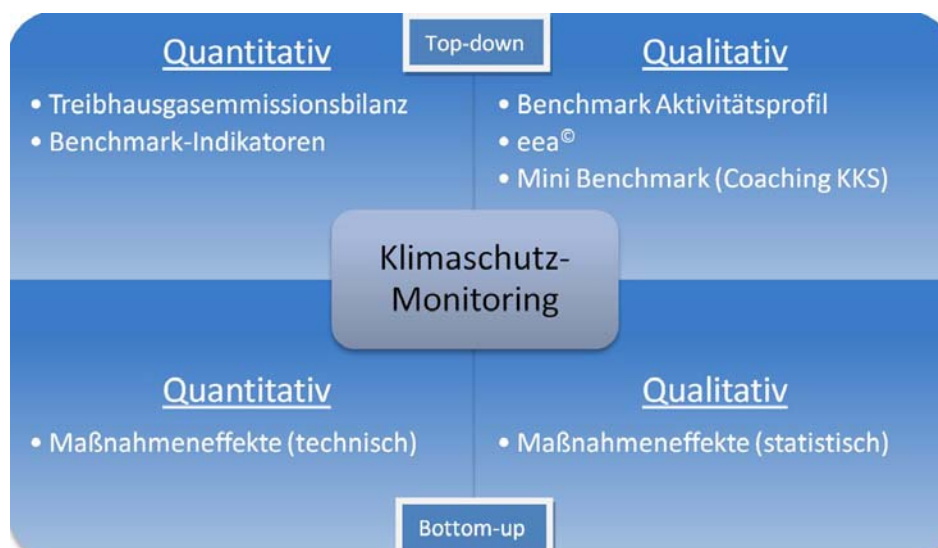 Top-down
Quantitativ
• Treibhausgasemmissionsbilanz
• Benchmark-Indikatoren
Qualitativ
• Benchmark Aktivitätsprofil
• eea©
• Mini Benchmark (Coaching KKS)
Klimaschutz-
Monitoring
Quantitativ
• Maßnahmeneffekte (technisch)
Qualitativ
• Maßnahmeneffekte (statistisch)
Bottom-up